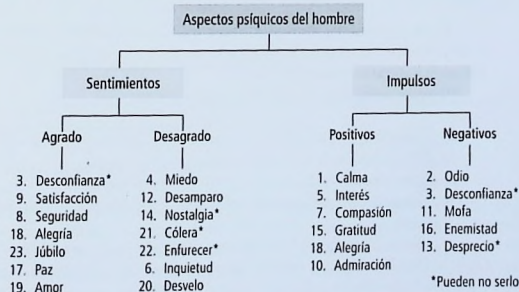 Aspectos psíquicos del hombre
Sentimientos
Impulsos
Agrado
Desagrado
Positivos
Negativos
3. Desconfianza*
9. Satisfacción
8. Seguridad
18. Alegría
23. Júbilo
17. Paz
19. Amor
4. Miedo
12. Desamparo
14. Nostalgia*
21. Cólera*
22. Enfurecer*
6. Inquietud
20. Desvelo
1. Calma
5. Interés
7. Compasión
15. Gratitud
18. Alegría
10. Admiración
2. Odio
3. Desconfianza*
11. Mofa
16. Enemistad
13. Desprecio*
*Pueden no serlo